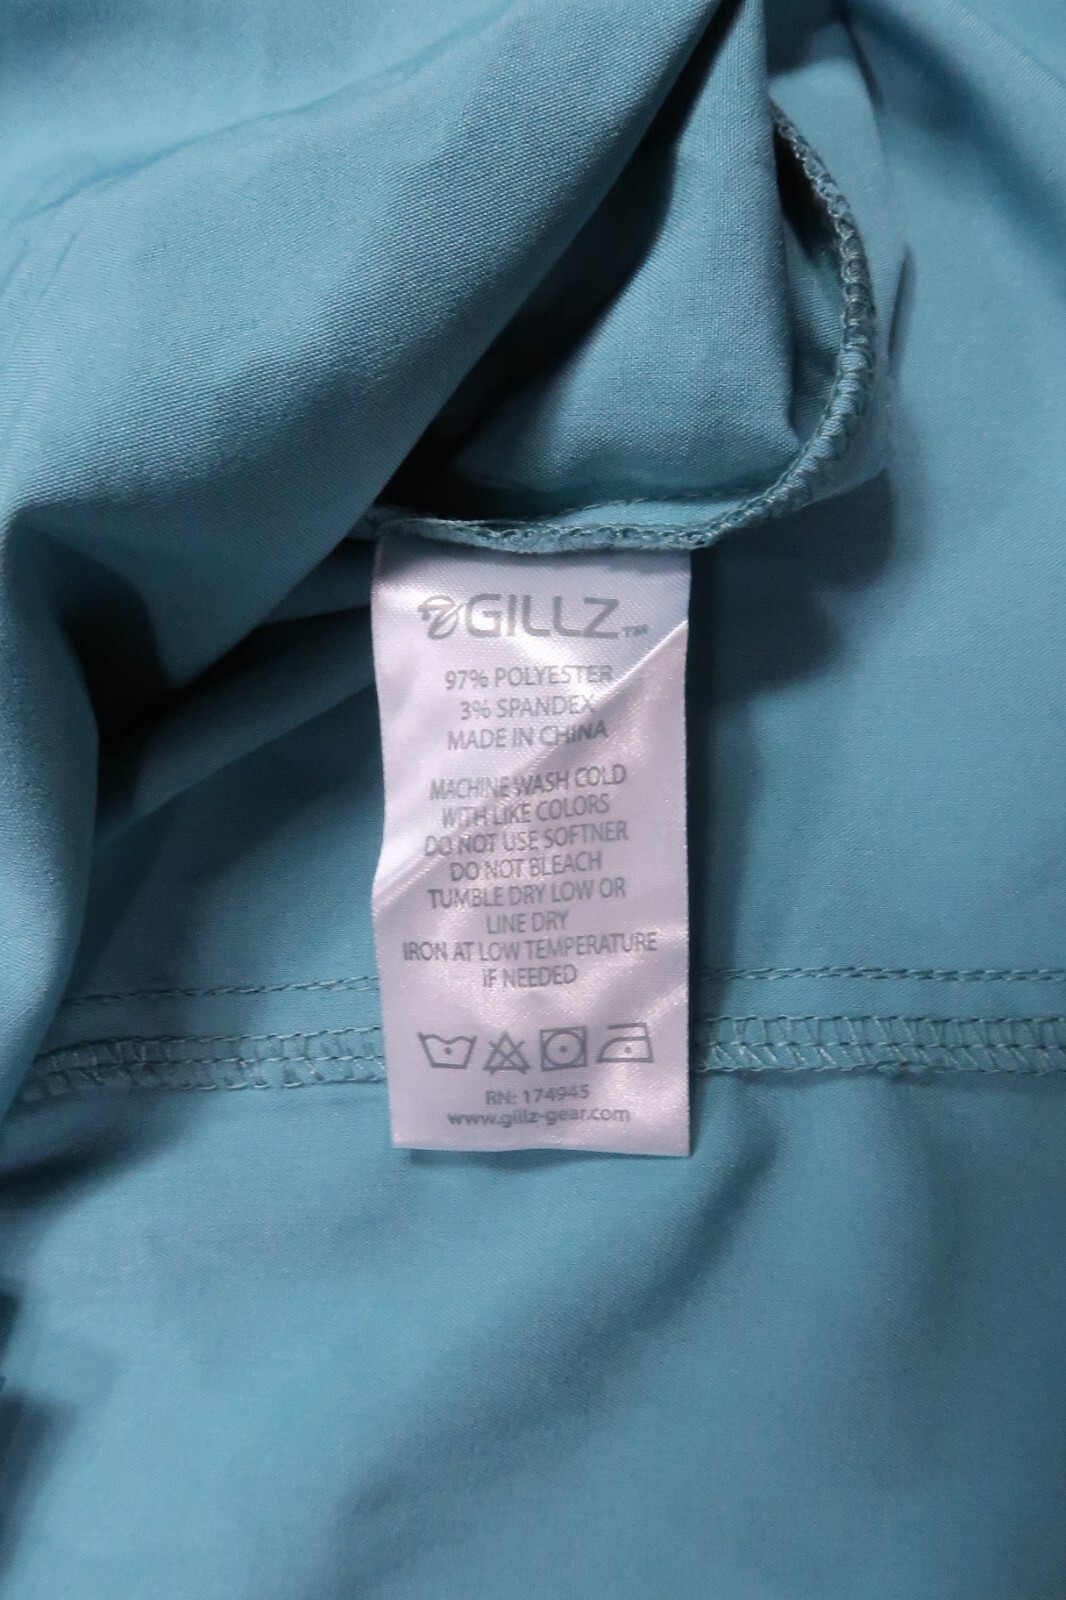 GILLZ™
97% POLYESTER
3% SPANDEX
MADE IN CHINA
MACHINE WASH COLD
WITH LIKE COLORS
DO NOT USE SOFTNER
DO NOT BLEACH
TUMBLE DRY LOW OR
LINE DRY
IRON AT LOW TEMPERATURE
IF NEEDED
RN: 174945
www.gillz-gear.com